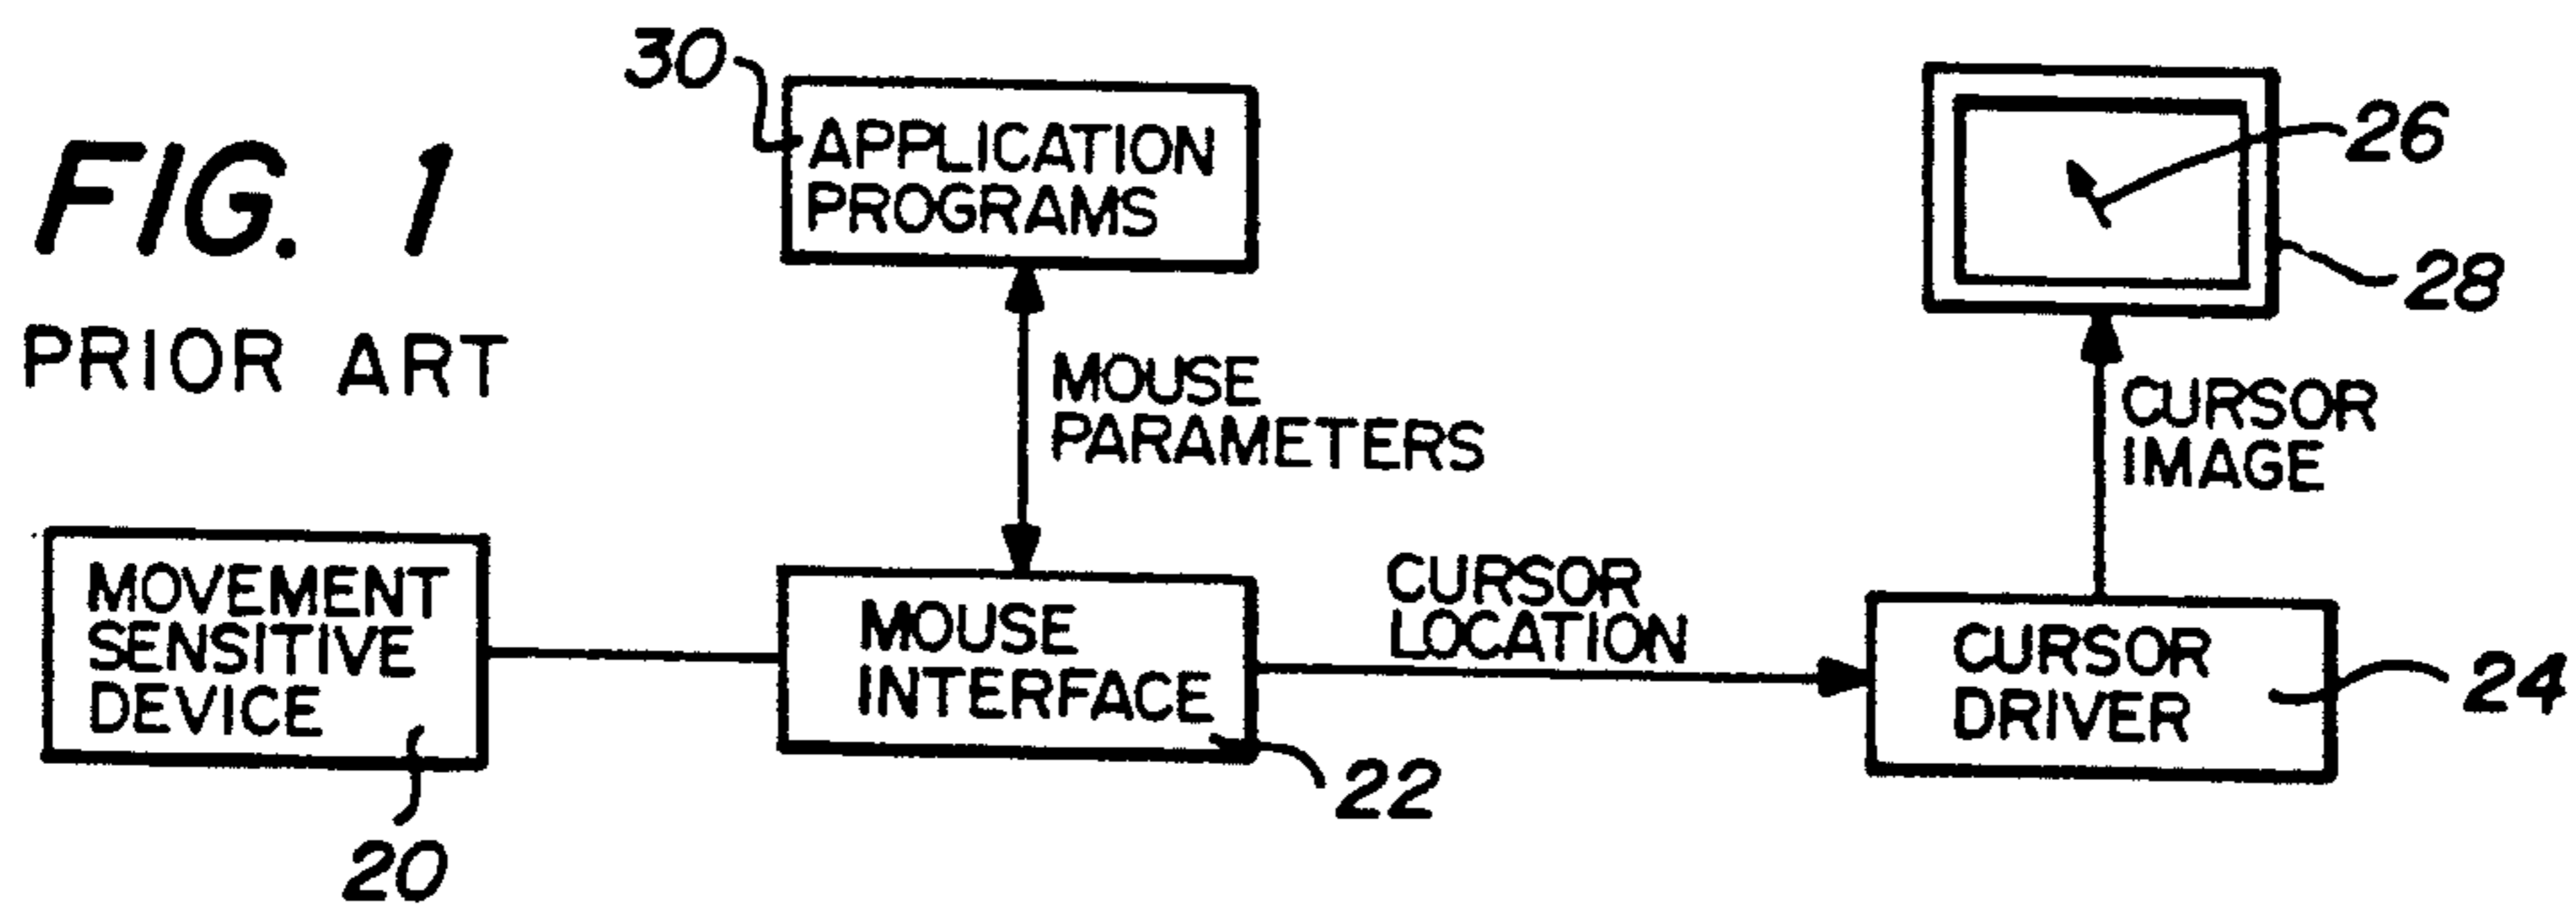 FIG. 1
PRIOR ART
30
APPLICATION
PROGRAMS
26
28
MOUSE
PARAMETERS
CURSOR
IMAGE
MOVEMENT
SENSITIVE
DEVICE
20
MOUSE
INTERFACE
22
CURSOR
LOCATION
CURSOR
DRIVER
24